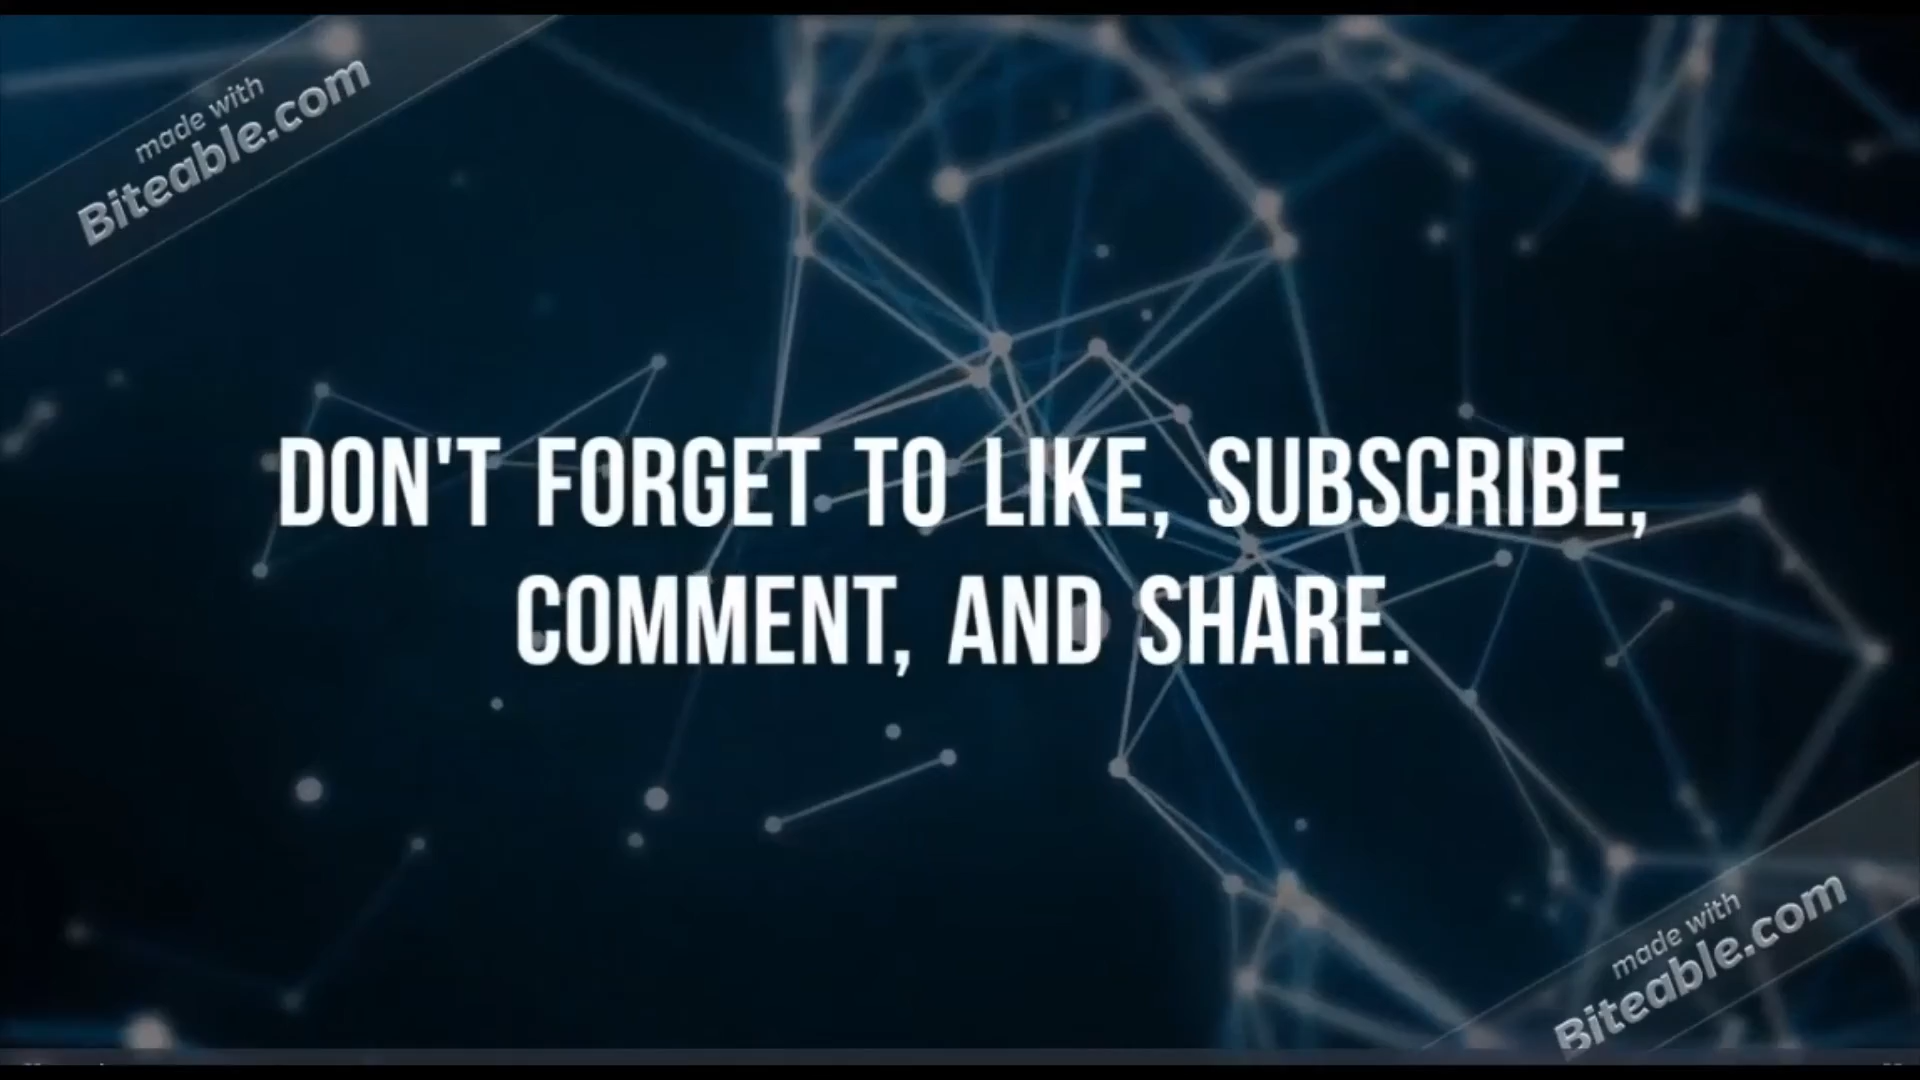 made with
Biteable.com
DON'T FORGET TO LIKE, SUBSCRIBE,
COMMENT, AND SHARE.
made with
Biteable.com